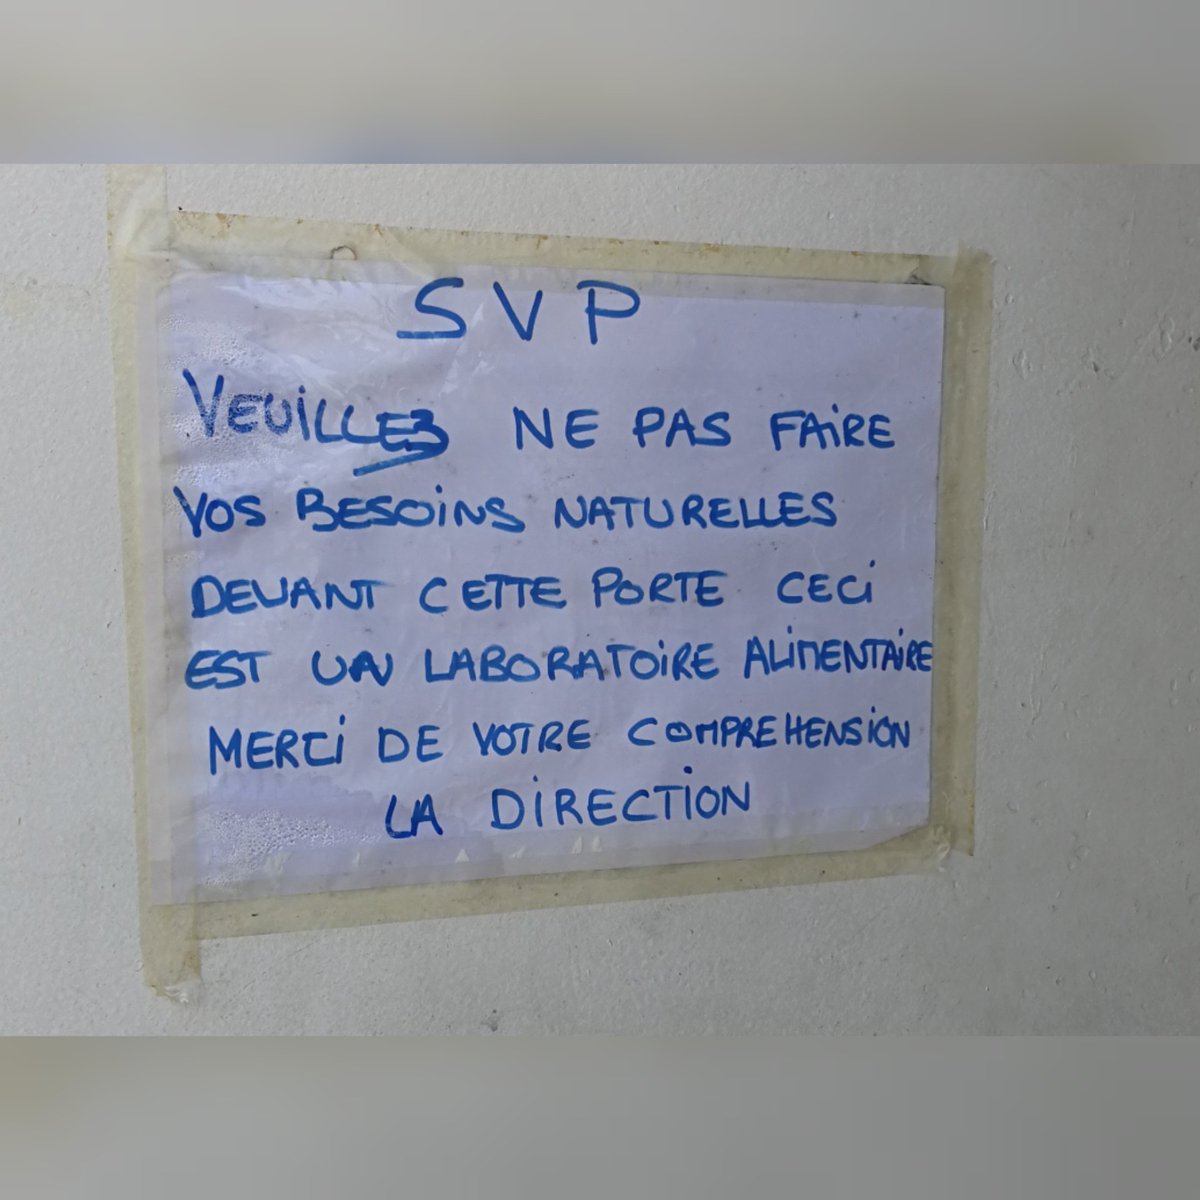 SVP
VEUiLLEZ NE PAS FAiRE
VOS BESOiNS NATURELLES
DEVANT CETTE PORTE CECi
EST UN LABORATOiRE ALiMENTAiRE
MERCi DE VOTRE COMPREHENSiON
LA DiRECTiON